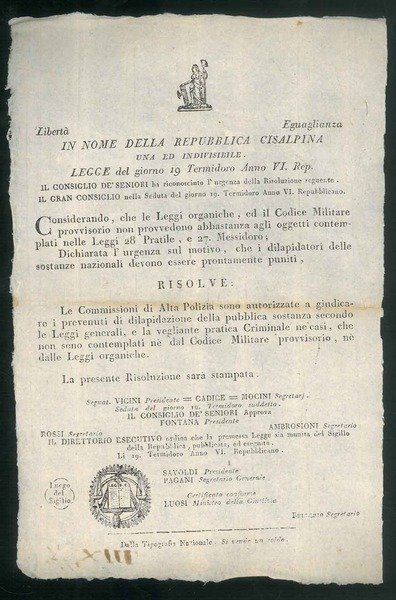 Libertà Eguaglianza
IN NOME DELLA REPUBBLICA CISALPINA
UNA ED INDIVISIBILE.
LEGGE del giorno 19 Termidoro Anno VI. Rep.
IL CONSIGLIO DE' SENIORI ha riconosciuto l'urgenza della Risoluzione seguente.
IL GRAN CONSIGLIO nella Seduta del giorno 19. Termidoro Anno VI. Repubblicano.
Considerando, che le Leggi organiche, ed il Codice Militare
provvisorio non provvedono abbastanza agli oggetti contem-
plati nelle Leggi 28 Pratile, e 27. Messidoro;
Dichiarata l'urgenza sul motivo, che i dilapidatori delle
sostanze nazionali devono essere prontamente puniti,
RISOLVE:
Le Commissioni di Alta Polizia sono autorizzate a giudica-
re i prevenuti di dilapidazione della pubblica sostanza secondo
le Leggi generali, e la vegliante pratica Criminale ne'casi, che
non sono contemplati nè dal Codice Militare provvisorio, nè
dalle Leggi organiche.
La presente Risoluzione sarà stampata.
Segnat. VICINI Presidente = CADICE = MOCINI Segretarj.
Seduta del giorno 19. Termidoro suddetto.
IL CONSIGLIO DE' SENIORI Approva
FONTANA Presidente
ROSSI Segretario AMBROSIONI Segretario
IL DIRETTORIO ESECUTIVO ordina che la premessa Legge sia munita del Sigillo
della Repubblica, pubblicata, ed eseguita.
Li 19. Termidoro Anno VI. Repubblicano.
Luogo
del
Sigillo
SAVOLDI Presidente
PAGANI Segretario Generale
Certificato conforme
LUOSI Ministro della Giustizia
Segretario
Dalla Tipografia Nazionale. Si vende un soldo.